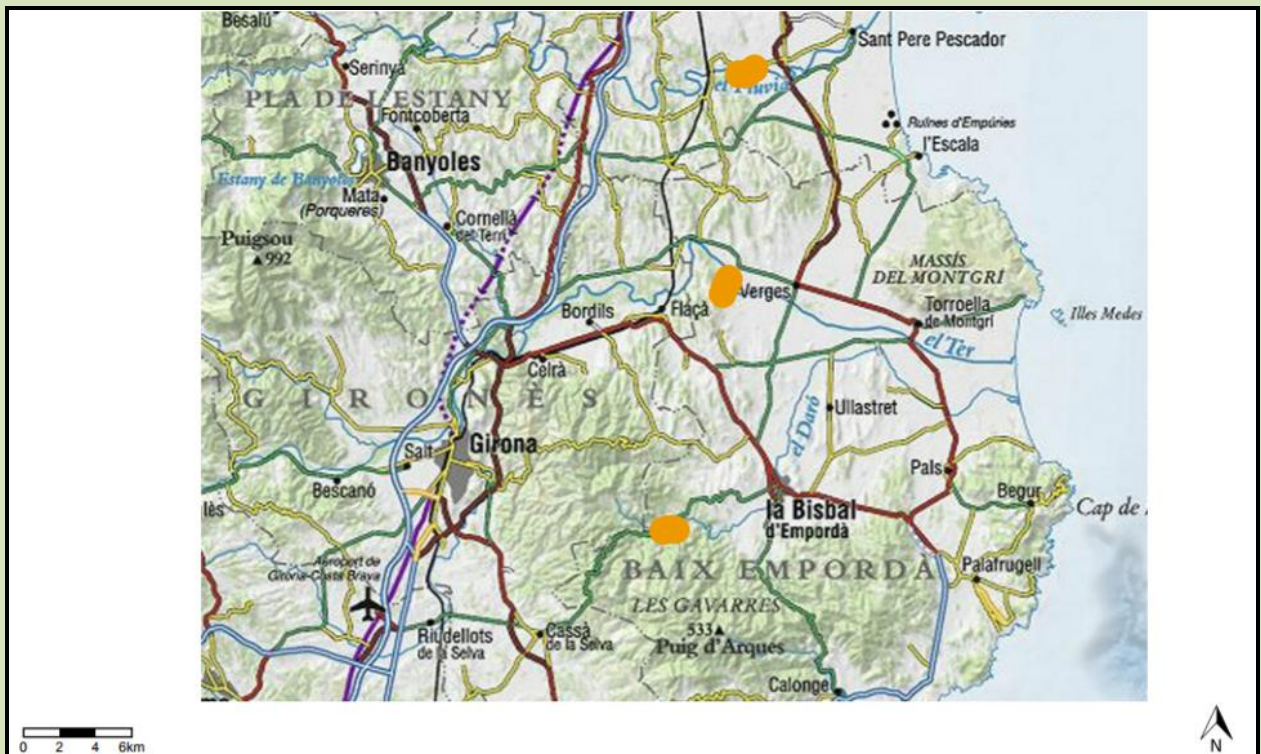 Besalú
Sant Pere Pescador
Serinyà
el Fluvià
PLA DE L'ESTANY
Fontcoberta
Ruïnes d'Empúries
l'Escala
Banyoles
Estany de Banyoles
Mata
(Porqueres)
Cornellà
del Terri
Puigsou
992
MASSÍS
DEL MONTGRÍ
Verges
Torroella
de Montgrí
Illes Medes
Bordils
Flaçà
el Ter
Celrà
GIRONÈS
Ullastret
el Daró
Girona
Salt
Pals
Bescanó
Begur
lès
la Bisbal
d'Empordà
Cap de
Aeroport de
Girona-Costa Brava
BAIX EMPORDÀ
Palafrugell
LES GAVARRES
533
Puig d'Arques
Riudellots
de la Selva
Cassà
de la Selva
Calonge
0 2 4 6km
N